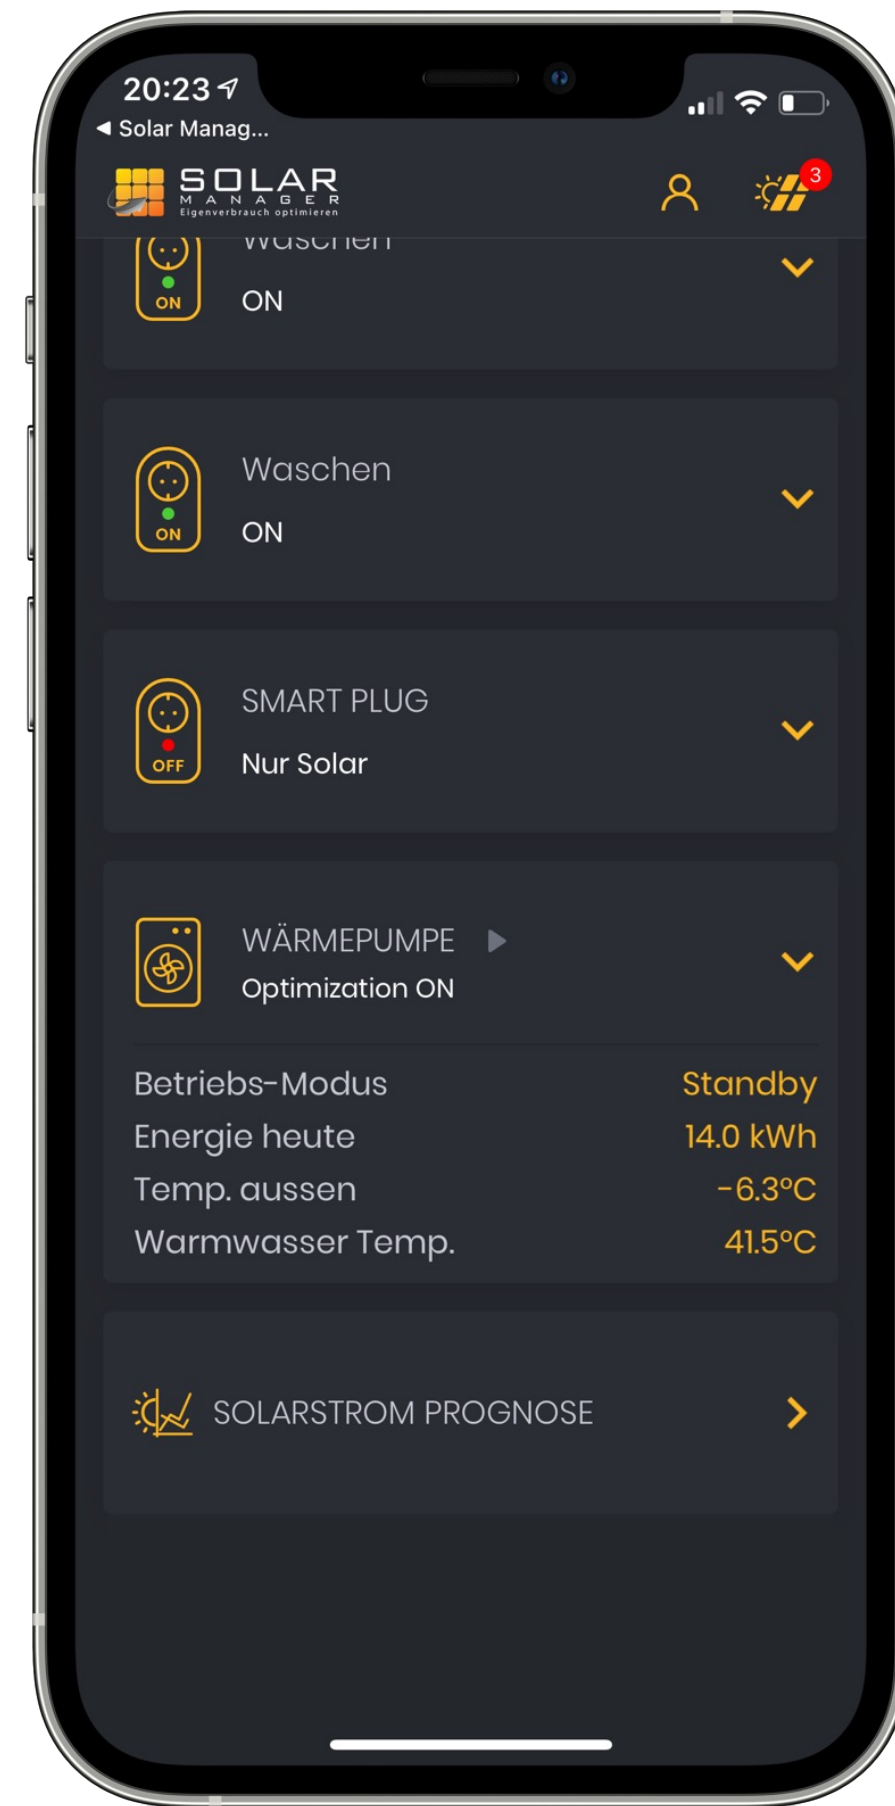 20:23
Solar Manag...
SOLAR
MANAGER
Eigenverbrauch optimieren
3
Waschen
ON
ON
Waschen
ON
ON
SMART PLUG
OFF
Nur Solar
WÄRMEPUMPE
Optimization ON
Betriebs-Modus Standby
Energie heute 14.0 kWh
Temp. aussen -6.3°C
Warmwasser Temp. 41.5°C
SOLARSTROM PROGNOSE